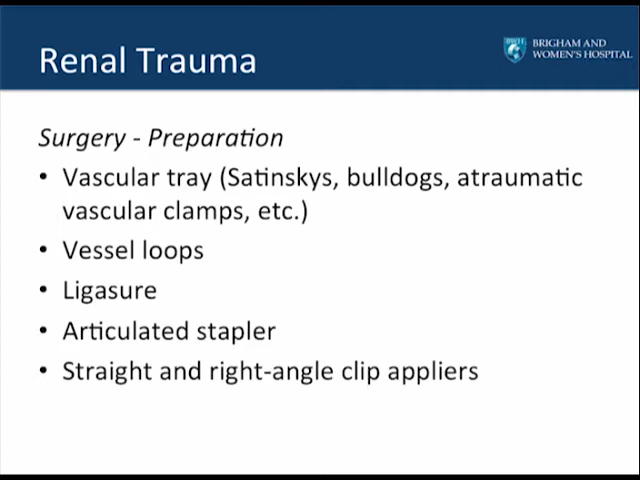 Renal Trauma
BRIGHAM AND
WOMEN'S HOSPITAL
Surgery - Preparation
• Vascular tray (Satinskys, bulldogs, atraumatic
vascular clamps, etc.)
• Vessel loops
• Ligasure
• Articulated stapler
• Straight and right-angle clip appliers